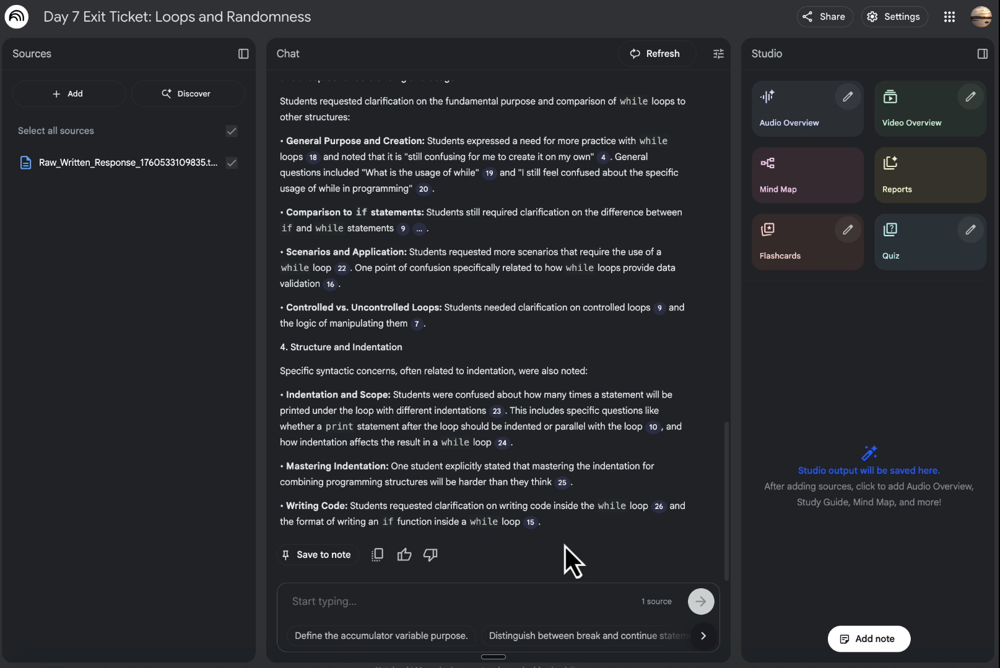 Day 7 Exit Ticket: Loops and Randomness
Share
Settings
Sources
Add
Discover
Select all sources
Raw_Written_Response_1760533109835.t...
Chat
Refresh
Students requested clarification on the fundamental purpose and comparison of while loops to
other structures:
• General Purpose and Creation: Students expressed a need for more practice with while
loops 18 and noted that it is "still confusing for me to create it on my own" 4 . General
questions included "What is the usage of while" 19 and "I still feel confused about the specific
usage of while in programming" 20 .
• Comparison to if statements: Students still required clarification on the difference between
if and while statements 9 ... .
• Scenarios and Application: Students requested more scenarios that require the use of a
while loop 22 . One point of confusion specifically related to how while loops provide data
validation 16 .
• Controlled vs. Uncontrolled Loops: Students needed clarification on controlled loops 9 and
the logic of manipulating them 7 .
4. Structure and Indentation
Specific syntactic concerns, often related to indentation, were also noted:
• Indentation and Scope: Students were confused about how many times a statement will be
printed under the loop with different indentations 23 . This includes specific questions like
whether a print statement after the loop should be indented or parallel with the loop 10 , and
how indentation affects the result in a while loop 24 .
• Mastering Indentation: One student explicitly stated that mastering the indentation for
combining programming structures will be harder than they think 25 .
• Writing Code: Students requested clarification on writing code inside the while loop 26 and
the format of writing an if function inside a while loop 15 .
Save to note
Start typing...
1 source
Define the accumulator variable purpose.
Distinguish between break and continue
Studio
Audio Overview
Video Overview
Mind Map
Reports
Flashcards
Quiz
Studio output will be saved here.
After adding sources, click to add Audio Overview,
Study Guide, Mind Map, and more!
Add note